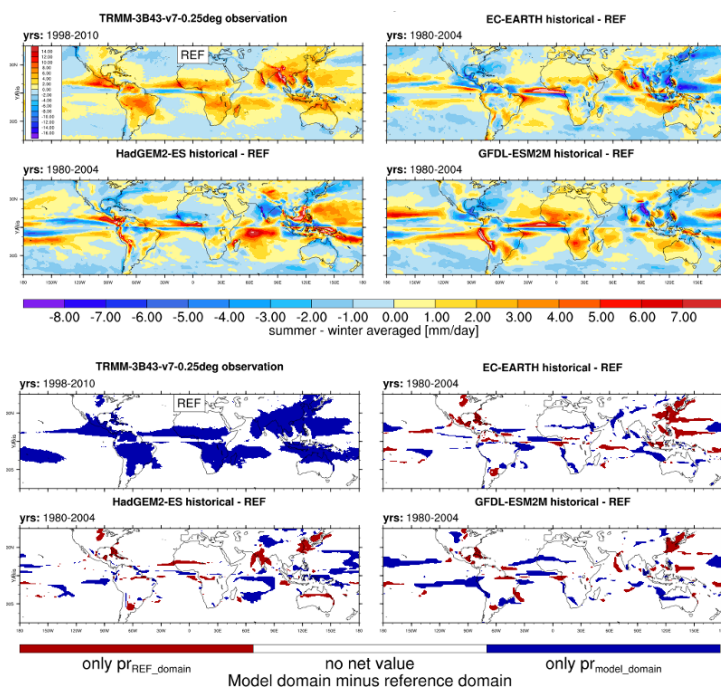 TRMM-3B43-v7-0.25deg observation
yrs: 1998-2010
REF
EC-EARTH historical - REF
yrs: 1980-2004
HadGEM2-ES historical - REF
yrs: 1980-2004
GFDL-ESM2M historical - REF
yrs: 1980-2004
-8.00 -7.00 -6.00 -5.00 -4.00 -3.00 -2.00 -1.00 0.00 1.00 2.00 3.00 4.00 5.00 6.00 7.00
summer - winter averaged [mm/day]
TRMM-3B43-v7-0.25deg observation
yrs: 1998-2010
REF
EC-EARTH historical - REF
yrs: 1980-2004
HadGEM2-ES historical - REF
yrs: 1980-2004
GFDL-ESM2M historical - REF
yrs: 1980-2004
only prREF_domain no net value only prmodel_domain
Model domain minus reference domain